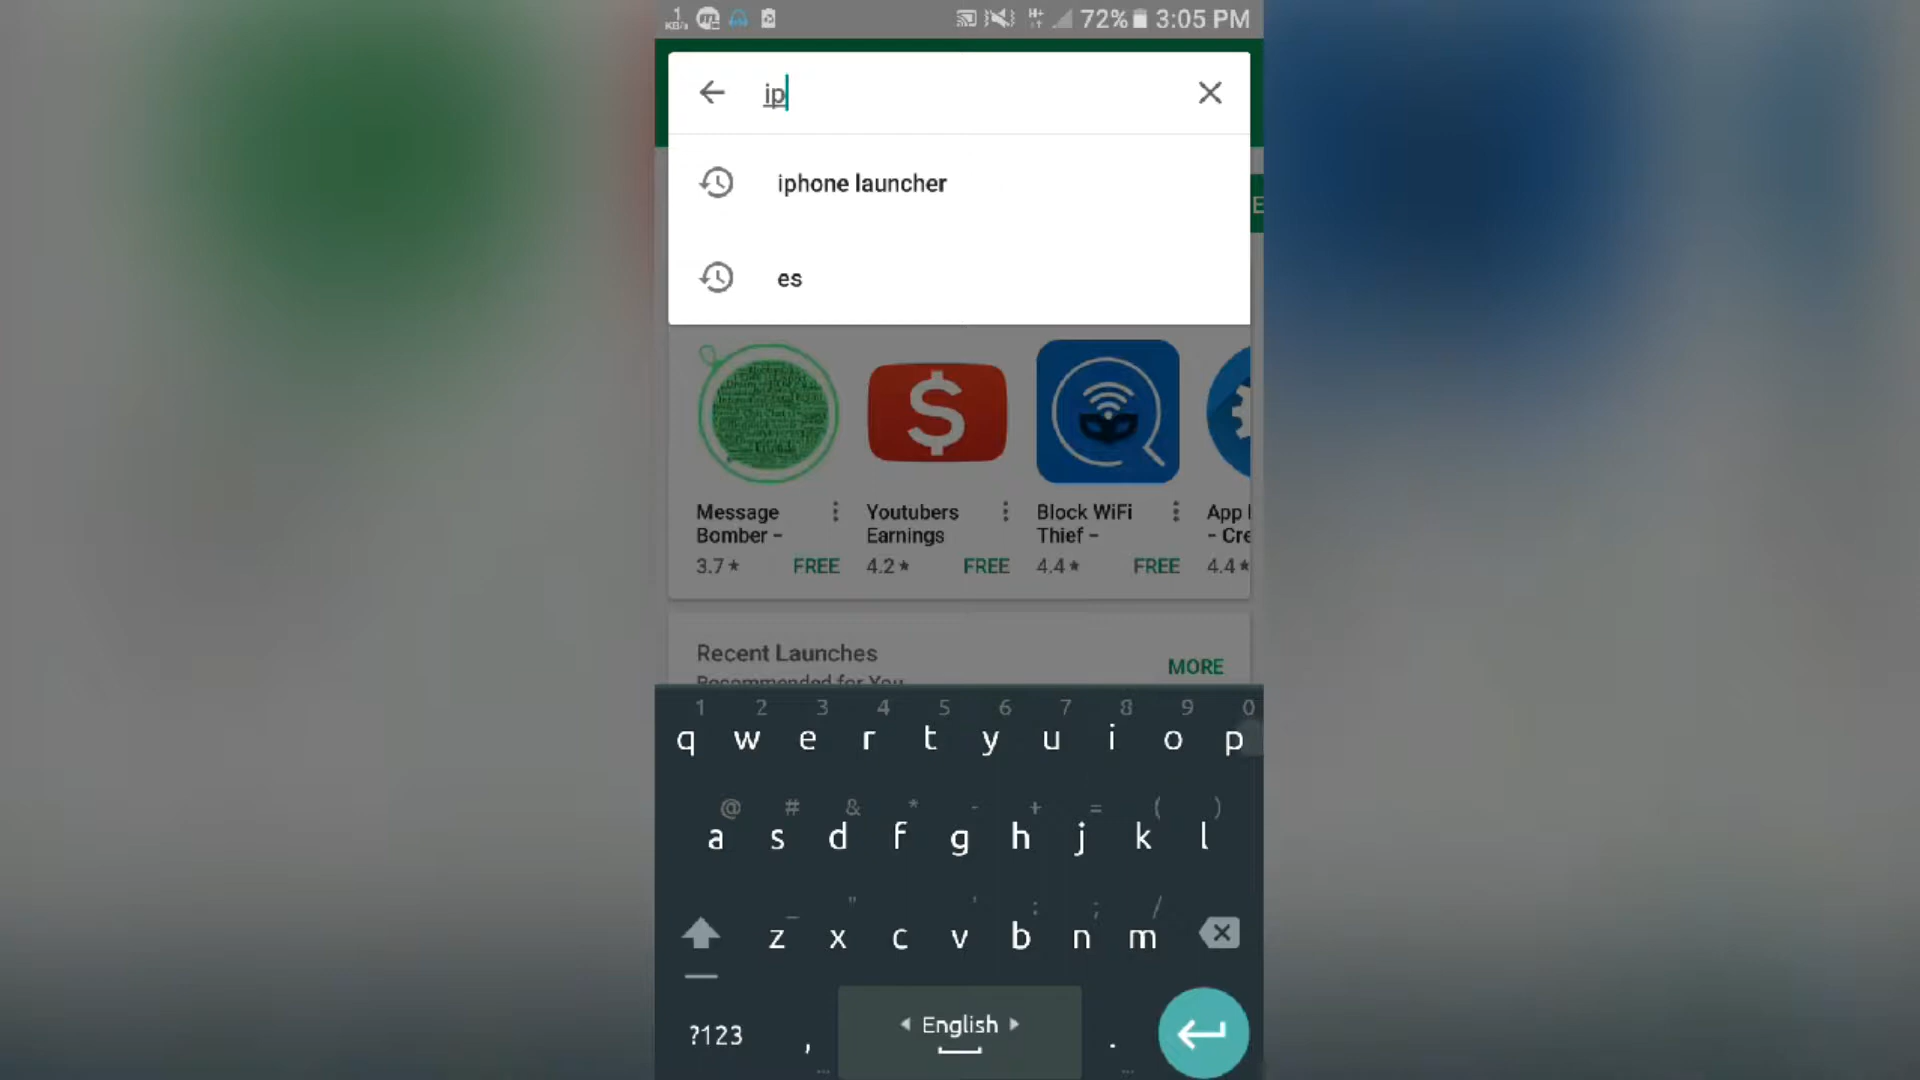 1
KB/s
H+
72%
3:05 PM
ip
iphone launcher
es
E
Message
Bomber -
3.7★
FREE
Youtubers
Earnings
4.2★
FREE
Block WiFi
Thief -
4.4★
FREE
App
- Cre
4.4★
Recent Launches
MORE
Recommended for You
1 2 3 4 5 6 7 8 9 0
q w e r t y u i o p
@ # & * - + = ( )
a s d f g h j k l
_ " ' : ; /
z x c v b n m
?123 , English .